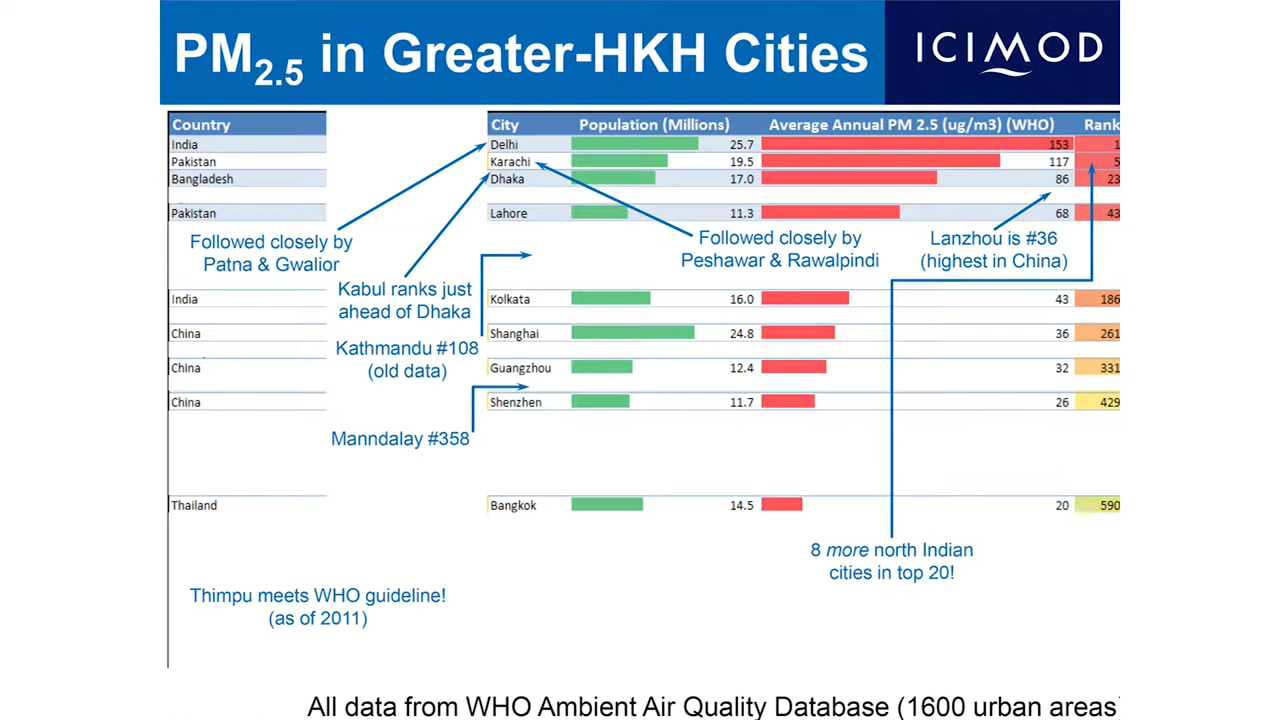 PM2.5 in Greater-HKH Cities
ICIMOD
Country City Population (Millions) Average Annual PM 2.5 (ug/m3) (WHO) Rank
India Delhi 25.7 153 1
Pakistan Karachi 19.5 117 5
Bangladesh Dhaka 17.0 86 23
Pakistan Lahore 11.3 68 43
Followed closely by
Patna & Gwalior
Followed closely by
Peshawar & Rawalpindi
Lanzhou is #36
(highest in China)
Kabul ranks just
ahead of Dhaka
India Kolkata 16.0 43 186
China Shanghai 24.8 36 261
Kathmandu #108
(old data)
China Guangzhou 12.4 32 331
China Shenzhen 11.7 26 429
Manndalay #358
Thailand Bangkok 14.5 20 590
8 more north Indian
cities in top 20!
Thimpu meets WHO guideline!
(as of 2011)
All data from WHO Ambient Air Quality Database (1600 urban areas)